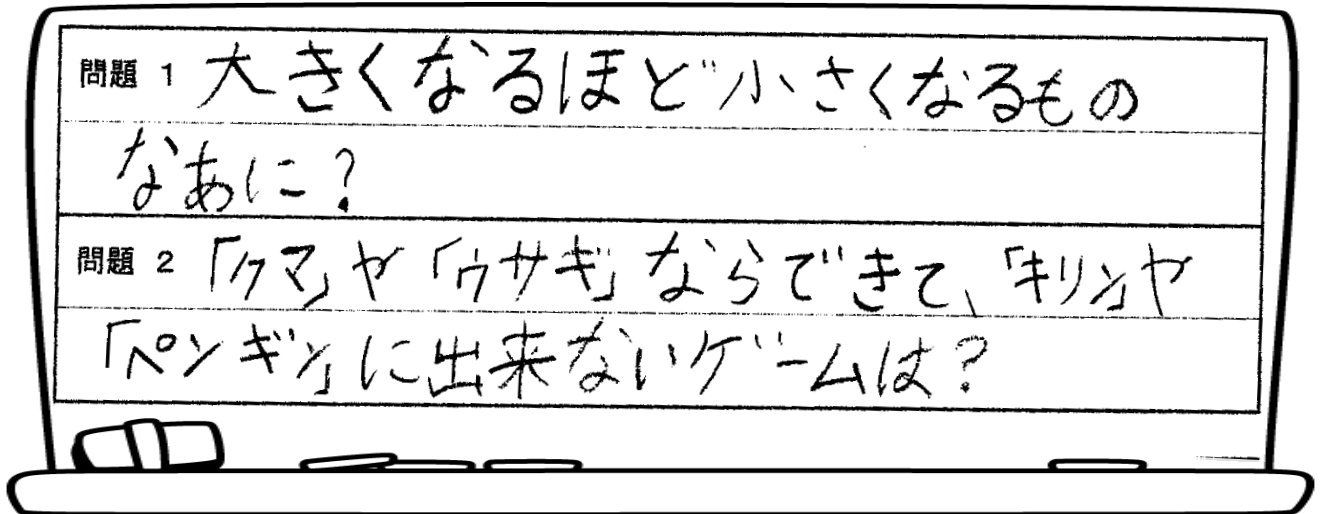 問題 1 大きくなるほど小さくなるもの
なあに?
問題 2 「クマ」や「ウサギ」ならできて、「キリン」や
「ペンギン」に出来ないゲームは?